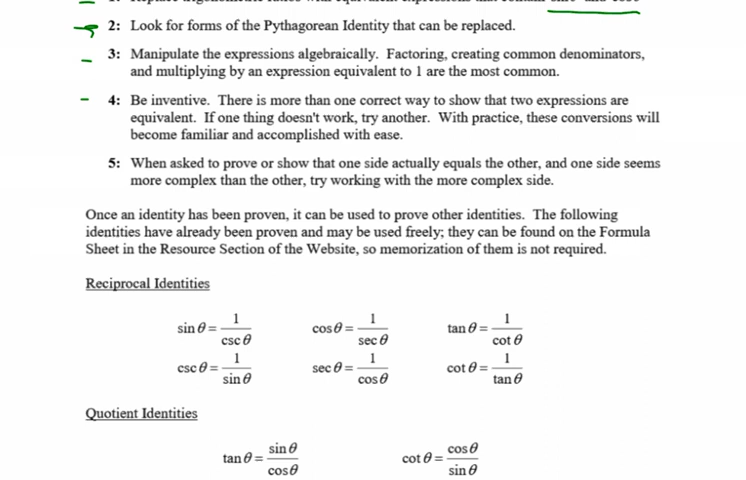 2: Look for forms of the Pythagorean Identity that can be replaced.
3: Manipulate the expressions algebraically. Factoring, creating common denominators,
and multiplying by an expression equivalent to 1 are the most common.
4: Be inventive. There is more than one correct way to show that two expressions are
equivalent. If one thing doesn't work, try another. With practice, these conversions will
become familiar and accomplished with ease.
5: When asked to prove or show that one side actually equals the other, and one side seems
more complex than the other, try working with the more complex side.
Once an identity has been proven, it can be used to prove other identities. The following
identities have already been proven and may be used freely; they can be found on the Formula
Sheet in the Resource Section of the Website, so memorization of them is not required.
Reciprocal Identities
sin θ = 1/csc θ cos θ = 1/sec θ tan θ = 1/cot θ
csc θ = 1/sin θ sec θ = 1/cos θ cot θ = 1/tan θ
Quotient Identities
tan θ = sin θ/cos θ cot θ = cos θ/sin θ